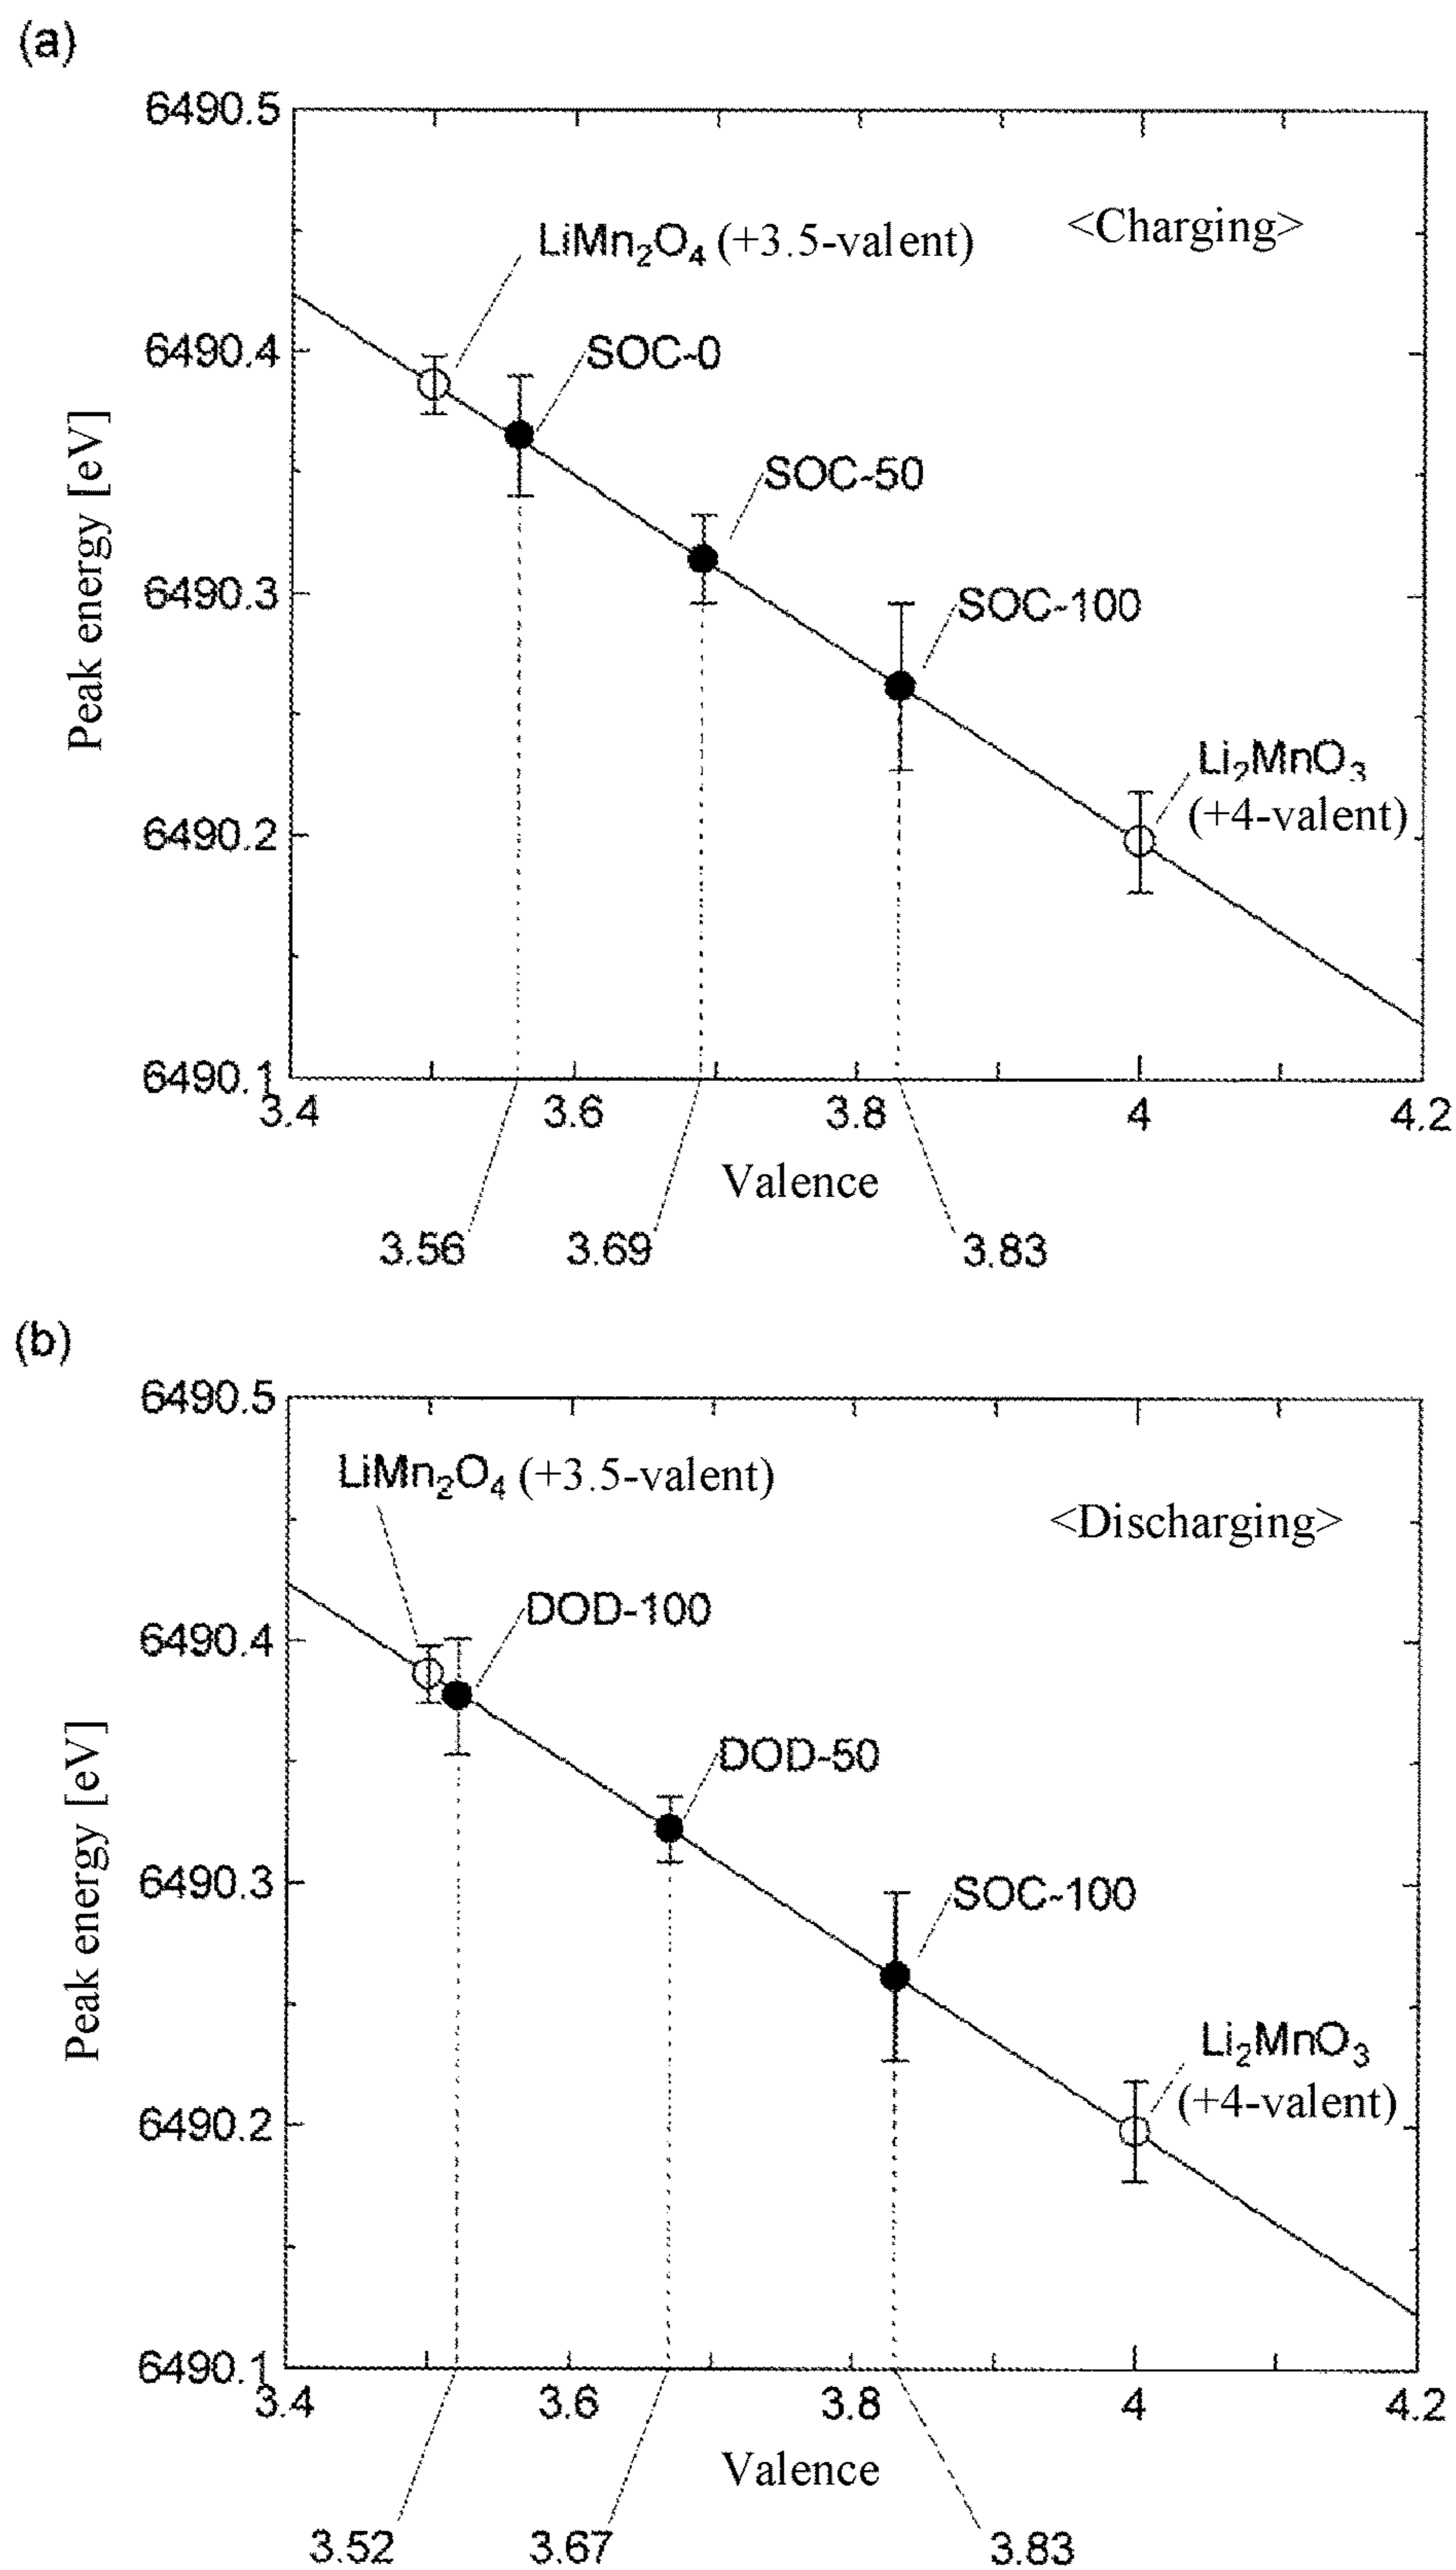 (a)
6490.5
<Charging>
LiMn₂O₄ (+3.5-valent)
6490.4
SOC-0
SOC-50
Peak energy [eV]
6490.3
SOC-100
Li₂MnO₃
(+4-valent)
6490.2
6490.1
3.4 3.6 3.8 4 4.2
Valence
3.56 3.69 3.83
(b)
6490.5
LiMn₂O₄ (+3.5-valent)
<Discharging>
DOD-100
6490.4
DOD-50
Peak energy [eV]
6490.3
SOC-100
Li₂MnO₃
(+4-valent)
6490.2
6490.1
3.4 3.6 3.8 4 4.2
Valence
3.52 3.67 3.83